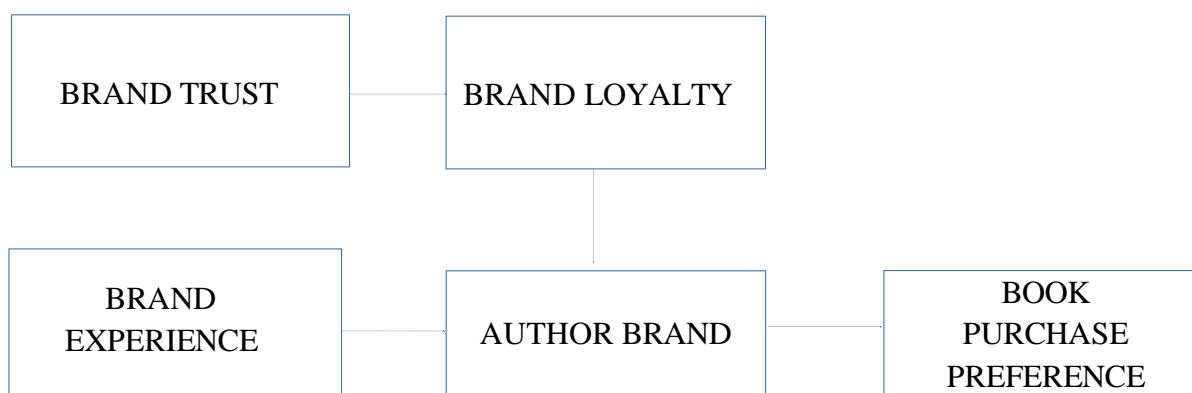 BRAND TRUST
BRAND LOYALTY
BRAND
EXPERIENCE
AUTHOR BRAND
BOOK
PURCHASE
PREFERENCE